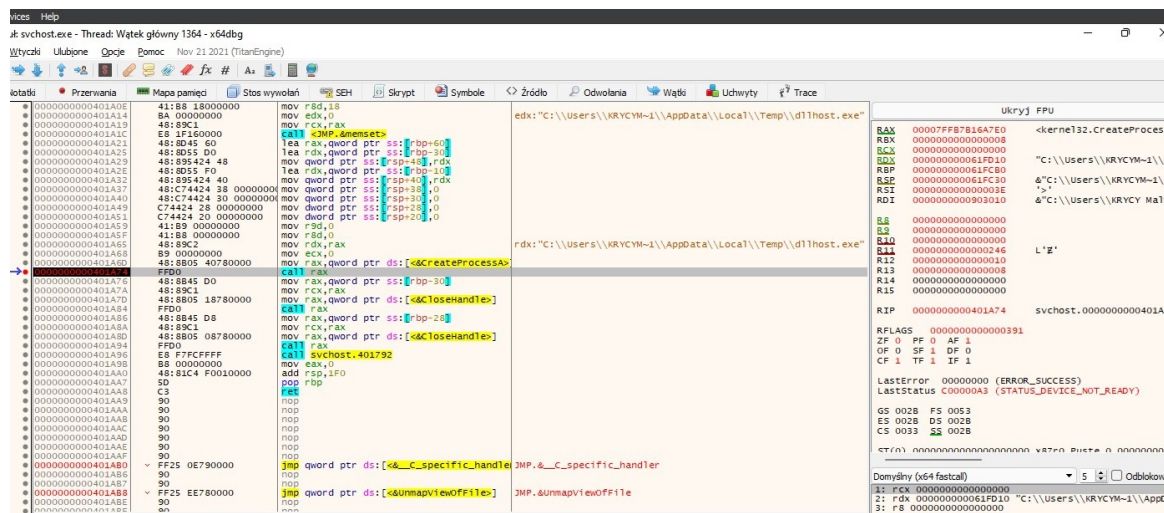 vices Help
svchost.exe - Thread: Wątek główny 1364 - x64dbg
Wtyczki Ulubione Opcje Pomoc Nov 21 2021 (TitanEngine)
Notatki Przerwania Mapa pamięci Stos wywołań SEH Skrypt Symbole Źródło Odwołania Wątki Uchwyty Trace
0000000000401A0E 41:B8 18000000 mov r8d,18
0000000000401A14 BA 00000000 mov edx,0 edx:"C:\\Users\\KRYCYM~1\\AppData\\Local\\Temp\\dllhost.exe"
0000000000401A19 48:89C1 mov rcx,rax
0000000000401A1C E8 1F160000 call <JMP.&memset>
0000000000401A21 48:8D45 60 lea rax,qword ptr ss:[rbp+60]
0000000000401A25 48:8D55 D0 lea rdx,qword ptr ss:[rbp-30]
0000000000401A29 48:895424 48 mov qword ptr ss:[rsp+48],rdx
0000000000401A2E 48:8D55 F0 lea rdx,qword ptr ss:[rbp-10]
0000000000401A32 48:895424 40 mov qword ptr ss:[rsp+40],rdx
0000000000401A37 48:C74424 38 00000000 mov qword ptr ss:[rsp+38],0
0000000000401A40 48:C74424 30 00000000 mov qword ptr ss:[rsp+30],0
0000000000401A49 C74424 28 00000000 mov dword ptr ss:[rsp+28],0
0000000000401A51 C74424 20 00000000 mov dword ptr ss:[rsp+20],0
0000000000401A59 41:B9 00000000 mov r9d,0
0000000000401A5F 41:B8 00000000 mov r8d,0
0000000000401A65 48:89C2 mov rdx,rax rdx:"C:\\Users\\KRYCYM~1\\AppData\\Local\\Temp\\dllhost.exe"
0000000000401A68 B9 00000000 mov ecx,0
0000000000401A6D 48:8B05 40780000 mov rax,qword ptr ds:[<&CreateProcessA>]
0000000000401A74 FFD0 call rax
0000000000401A76 48:8B45 D0 mov rax,qword ptr ss:[rbp-30]
0000000000401A7A 48:89C1 mov rcx,rax
0000000000401A7D 48:8B05 18780000 mov rax,qword ptr ds:[<&CloseHandle>]
0000000000401A84 FFD0 call rax
0000000000401A86 48:8B45 D8 mov rax,qword ptr ss:[rbp-28]
0000000000401A8A 48:89C1 mov rcx,rax
0000000000401A8D 48:8B05 08780000 mov rax,qword ptr ds:[<&CloseHandle>]
0000000000401A94 FFD0 call rax
0000000000401A96 E8 F7FCFFFF call svchost.401792
0000000000401A9B B8 00000000 mov eax,0
0000000000401AA0 48:81C4 F0010000 add rsp,1F0
0000000000401AA7 5D pop rbp
0000000000401AA8 C3 ret
0000000000401AA9 90 nop
0000000000401AAA 90 nop
0000000000401AAB 90 nop
0000000000401AAC 90 nop
0000000000401AAD 90 nop
0000000000401AAE 90 nop
0000000000401AAF 90 nop
0000000000401AB0 FF25 0E790000 jmp qword ptr ds:[<&__C_specific_handler JMP.&__C_specific_handler
0000000000401AB6 90 nop
0000000000401AB7 90 nop
0000000000401AB8 FF25 EE780000 jmp qword ptr ds:[<&UnmapViewOfFile>] JMP.&UnmapViewOfFile
0000000000401ABE 90 nop
0000000000401ABF 90 nop
Ukryj FPU
RAX 00007FFB7B16A7E0 <kernel32.CreateProces
RBX 0000000000000008
RCX 0000000000000000
RDX 000000000061FD10 "C:\\Users\\KRYCYM~1\\
RBP 000000000061FCB0
RSP 000000000061FC30 &"C:\\Users\\KRYCYM~1\
RSI 000000000000003E '>'
RDI 0000000000903010 &"C:\\Users\\KRYCY Mal
R8 0000000000000000
R9 0000000000000000
R10 0000000000000000
R11 0000000000000246
R12 0000000000000010
R13 0000000000000008
R14 0000000000000000
R15 0000000000000000
RIP 0000000000401A74 svchost.0000000000401A
RFLAGS 0000000000000391
ZF 0 PF 0 AF 1
OF 0 SF 1 DF 0
CF 1 TF 1 IF 1
LastError 00000000 (ERROR_SUCCESS)
LastStatus C00000A3 (STATUS_DEVICE_NOT_READY)
GS 002B FS 0053
ES 002B DS 002B
CS 0033 SS 002B
ST(0) 00000000000000000000 x87r0 Puste 0.00000000
Domyślny (x64 fastcall) 5 Odblokow
1: rcx 0000000000000000
2: rdx 000000000061FD10 "C:\\Users\\KRYCYM~1\\App
3: r8 0000000000000000